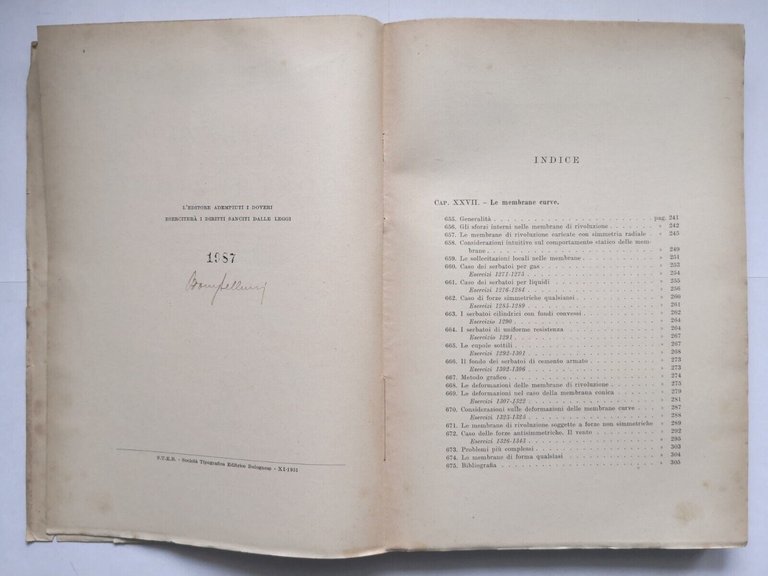 L'EDITORE ADEMPIUTI I DOVERI
ESERCITERÀ I DIRITTI SANCITI DALLE LEGGI
1987
S.T.E.B. - Società Tipografica Editrice Bolognese - XI-1951
INDICE
CAP. XXVII. - Le membrane curve.
655. Generalità pag. 241
656. Gli sforzi interni nelle membrane di rivoluzione » 242
657. Le membrane di rivoluzione caricate con simmetria radiale » 245
658. Considerazioni intuitive sul comportamento statico delle mem-
brane » 249
659. Le sollecitazioni locali nelle membrane » 251
660. Caso dei serbatoi per gas » 253
Esercizi 1271-1275 » 254
661. Caso dei serbatoi per liquidi » 255
Esercizi 1276-1284 » 256
662. Caso di forze simmetriche qualsiansi » 260
Esercizi 1285-1289 » 261
663. I serbatoi cilindrici con fondi convessi » 262
Esercizio 1290 » 264
664. I serbatoi di uniforme resistenza » 264
Esercizio 1291 » 267
665. Le cupole sottili » 267
Esercizi 1292-1301 » 268
666. Il fondo dei serbatoi di cemento armato » 273
Esercizi 1302-1306 » 273
667. Metodo grafico » 274
668. Le deformazioni delle membrane di rivoluzione » 275
669. Le deformazioni nel caso della membrana conica » 279
Esercizi 1307-1322 » 281
670. Considerazioni sulle deformazioni delle membrane curve » 287
Esercizi 1323-1324 » 288
671. Le membrane di rivoluzione soggette a forze non simmetriche » 289
672. Caso delle forze antisimmetriche. Il vento » 292
Esercizi 1326-1343 » 293
673. Problemi più complessi » 303
674. Le membrane di forma qualsiasi » 304
675. Bibliografia » 305